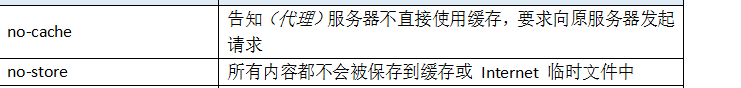 no-cache
告知（代理）服务器不直接使用缓存，要求向原服务器发起
请求
no-store
所有内容都不会被保存到缓存或 Internet 临时文件中